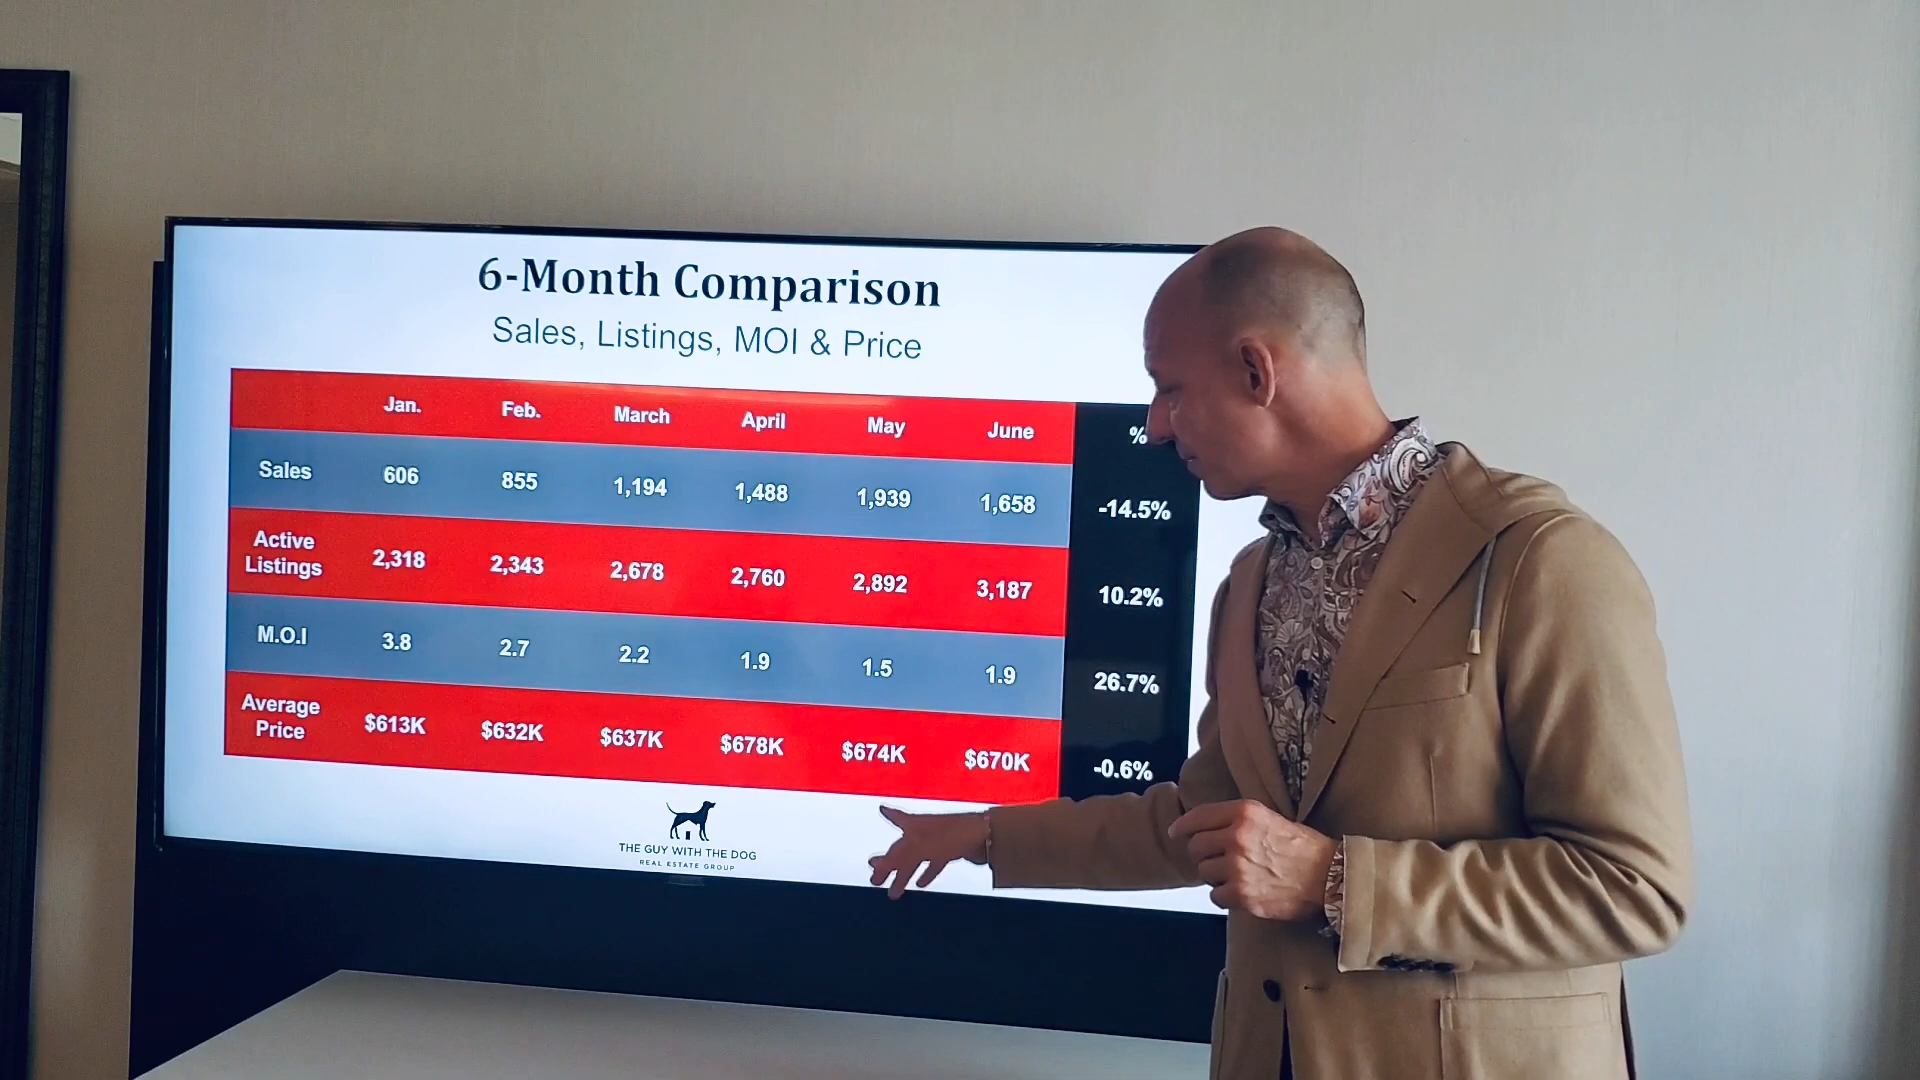 6-Month Comparison
Sales, Listings, MOI & Price
Jan. Feb. March April May June %
Sales 606 855 1,194 1,488 1,939 1,658 -14.5%
Active
Listings 2,318 2,343 2,678 2,760 2,892 3,187 10.2%
M.O.I 3.8 2.7 2.2 1.9 1.5 1.9 26.7%
Average
Price $613K $632K $637K $678K $674K $670K -0.6%
THE GUY WITH THE DOG
REAL ESTATE GROUP